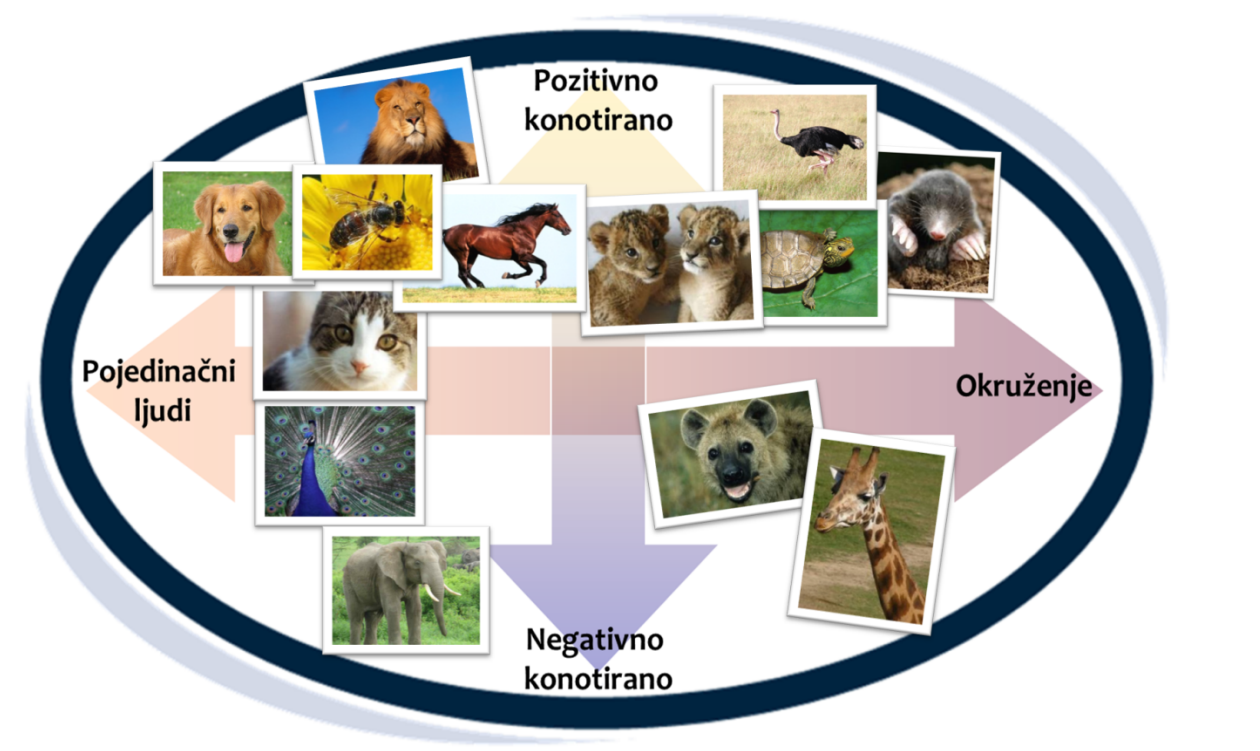 Pozitivno
konotirano
Pojedinačni
ljudi
Okruženje
Negativno
konotirano